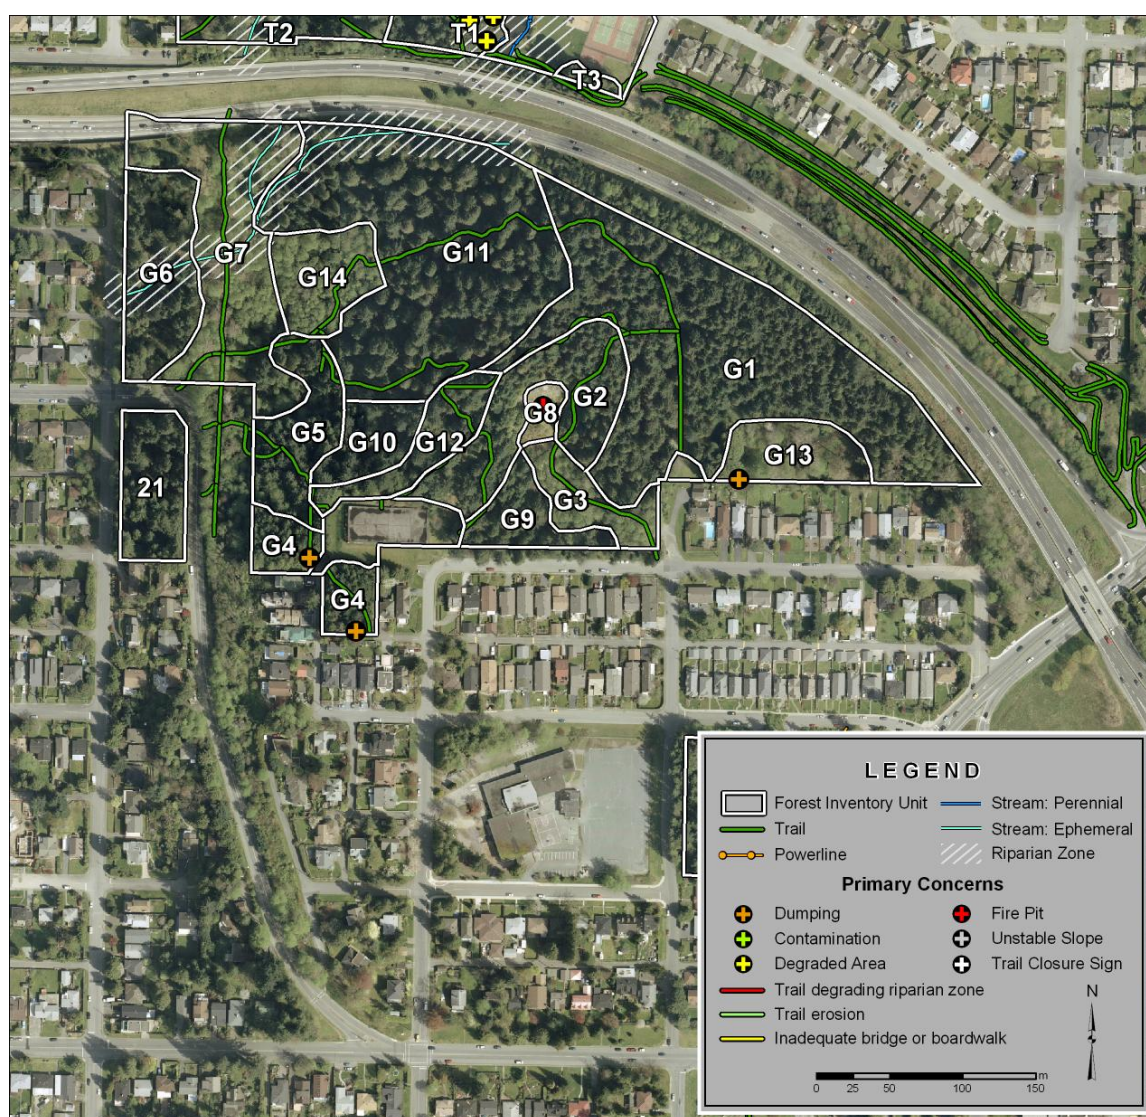 T2
T1
T3
G7
G6
G14
G11
G1
G2
G8
G5
G10
G12
G13
21
G3
G9
G4
G4
LEGEND
Forest Inventory Unit
Stream: Perennial
Trail
Stream: Ephemeral
Powerline
Riparian Zone
Primary Concerns
Dumping
Fire Pit
Contamination
Unstable Slope
Degraded Area
Trail Closure Sign
Trail degrading riparian zone
N
Trail erosion
Inadequate bridge or boardwalk
m
0 25 50 100 150